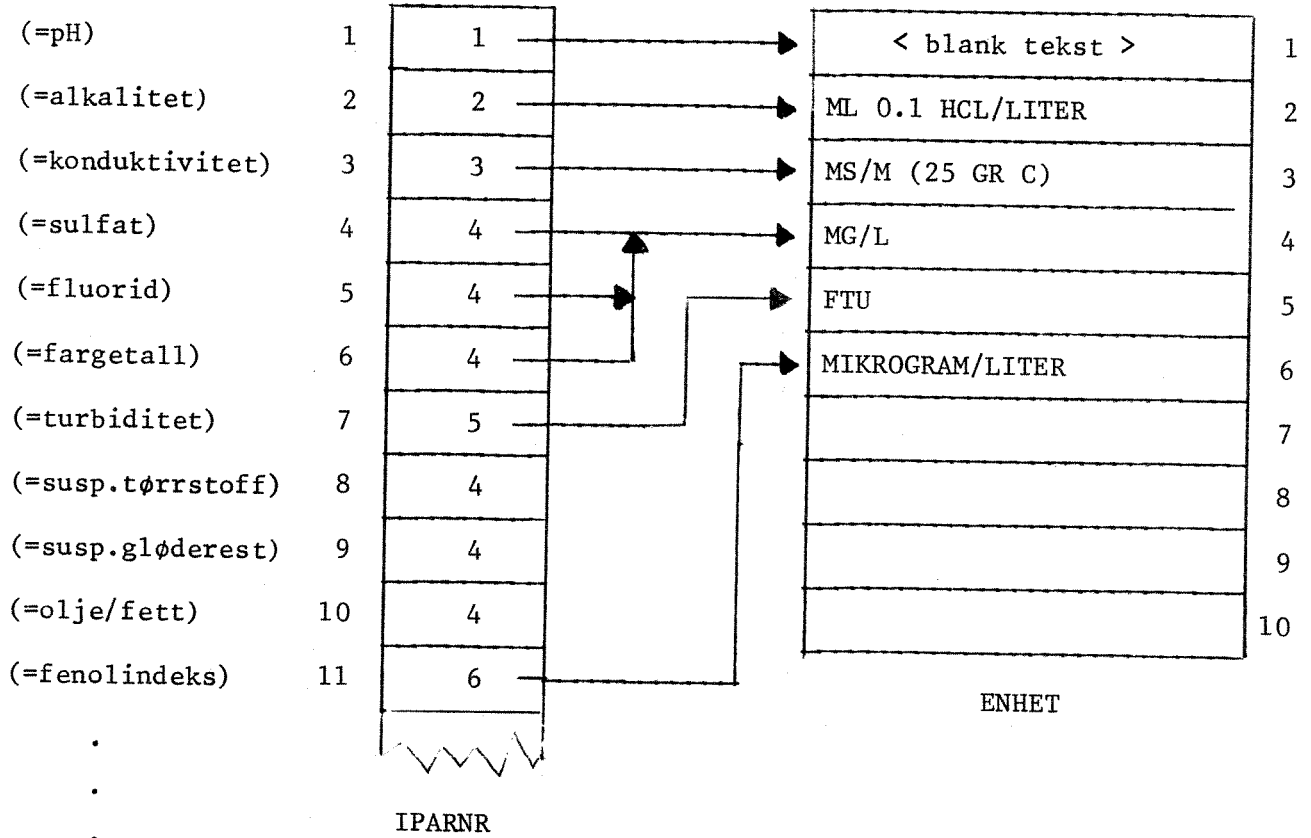 (=pH) 1 1 < blank tekst > 1
(=alkalitet) 2 2 ML 0.1 HCL/LITER 2
(=konduktivitet) 3 3 MS/M (25 GR C) 3
(=sulfat) 4 4 MG/L 4
(=fluorid) 5 4 FTU 5
(=fargetall) 6 4 MIKROGRAM/LITER 6
(=turbiditet) 7 5 7
(=susp.tørrstoff) 8 4 8
(=susp.gløderest) 9 4 9
(=olje/fett) 10 4 10
(=fenolindeks) 11 6
ENHET
.
.
.
IPARNR